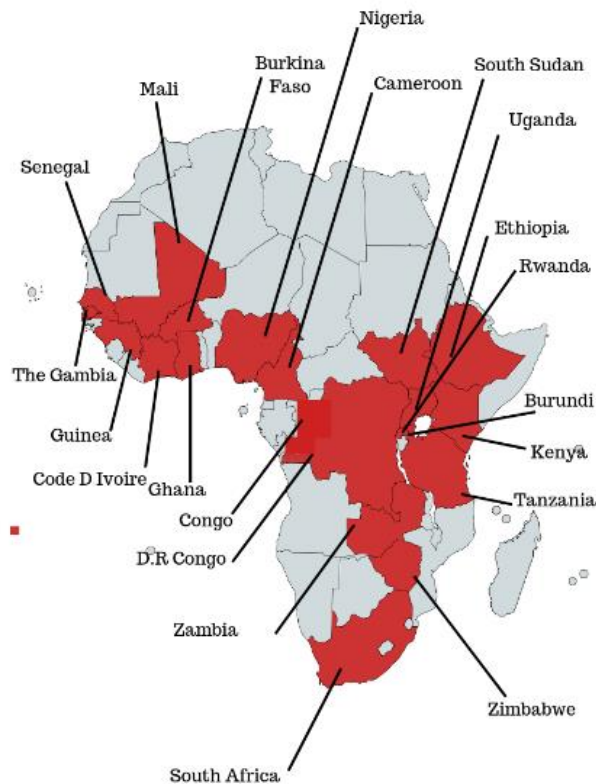 Nigeria
Burkina
Faso
Cameroon
South Sudan
Mali
Uganda
Senegal
Ethiopia
Rwanda
The Gambia
Burundi
Guinea
Kenya
Code D Ivoire
Ghana
Tanzania
Congo
D.R Congo
Zambia
Zimbabwe
South Africa